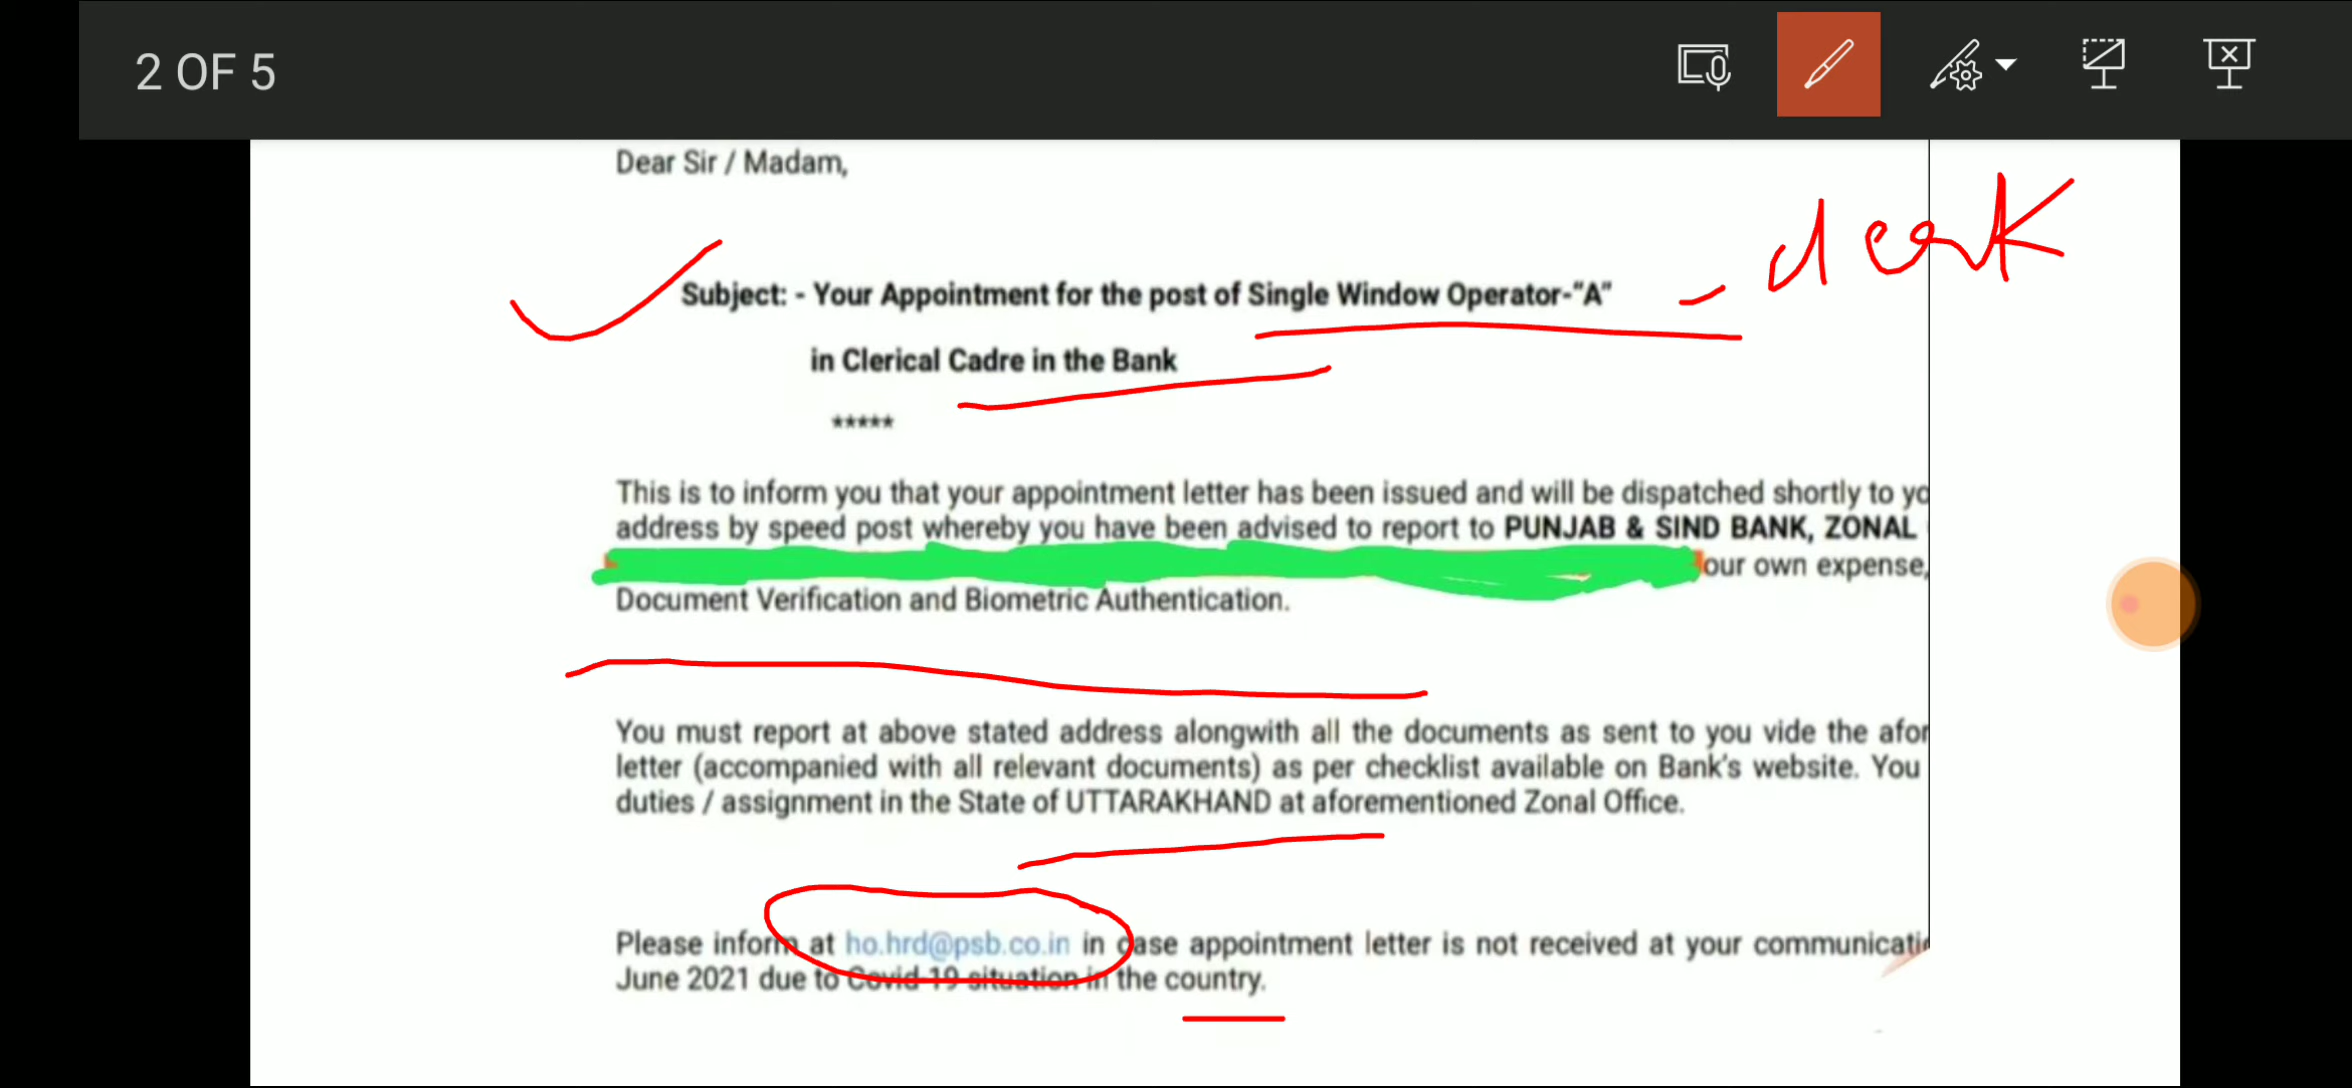 2 OF 5
Dear Sir / Madam,
Subject: - Your Appointment for the post of Single Window Operator-"A"
in Clerical Cadre in the Bank
*****
This is to inform you that your appointment letter has been issued and will be dispatched shortly to yo
address by speed post whereby you have been advised to report to PUNJAB & SIND BANK, ZONAL
our own expense,
Document Verification and Biometric Authentication.
You must report at above stated address alongwith all the documents as sent to you vide the afor
letter (accompanied with all relevant documents) as per checklist available on Bank's website. You
duties / assignment in the State of UTTARAKHAND at aforementioned Zonal Office.
Please inform at ho.hrd@psb.co.in in case appointment letter is not received at your communicati
June 2021 due to Covid-19 situation in the country.